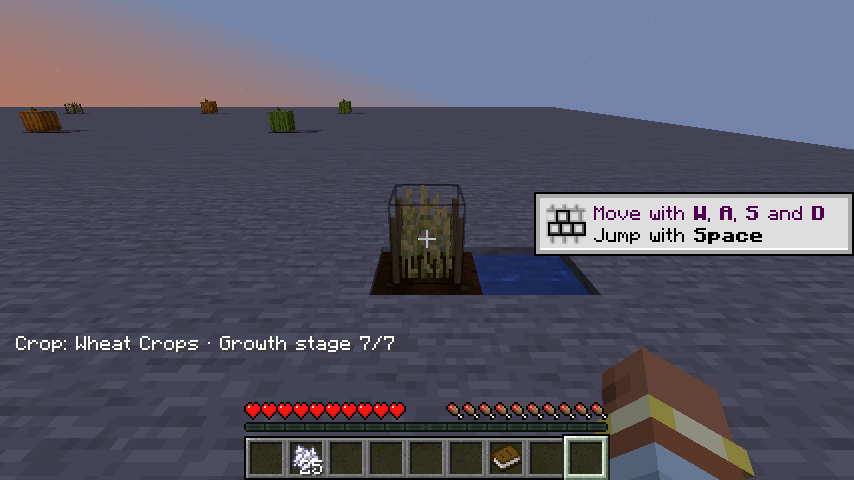 Move with W, A, S and D
Jump with Space
Crop: Wheat Crops · Growth stage 7/7
25